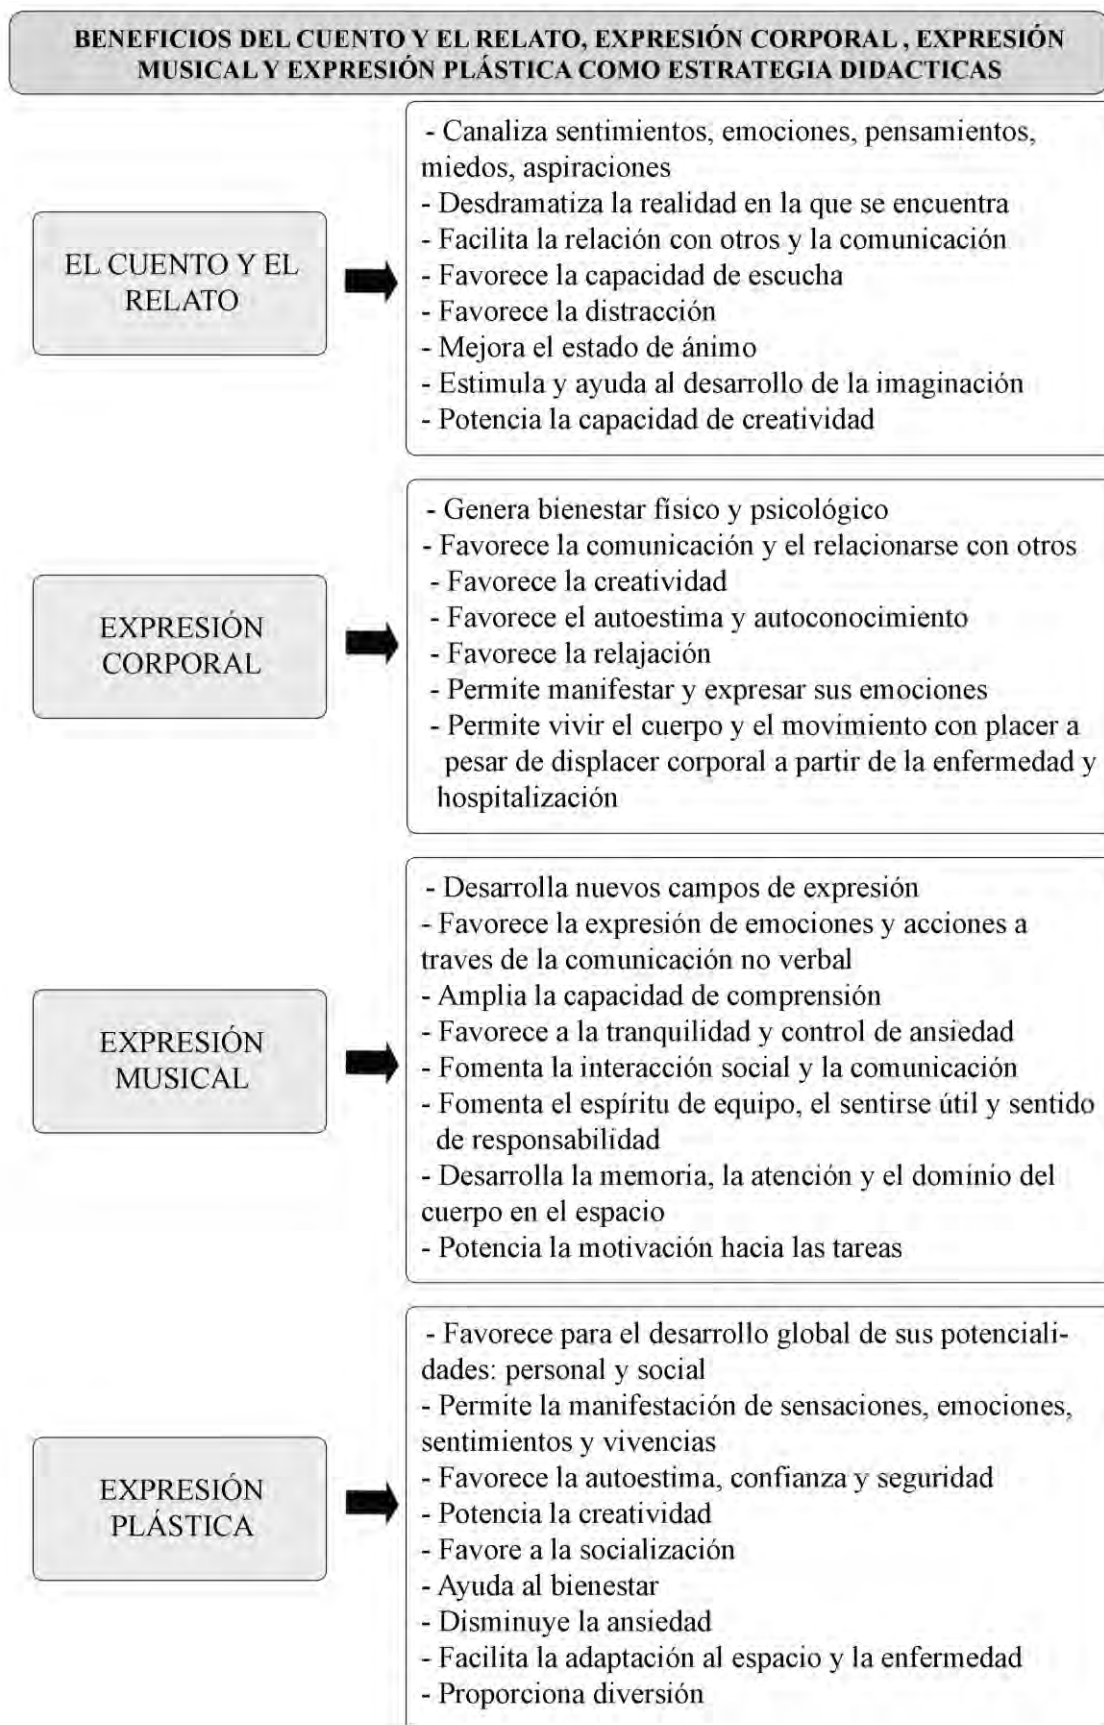 BENEFICIOS DEL CUENTO Y EL RELATO, EXPRESIÓN CORPORAL , EXPRESIÓN
MUSICAL Y EXPRESIÓN PLÁSTICA COMO ESTRATEGIA DIDACTICAS
EL CUENTO Y EL
RELATO
- Canaliza sentimientos, emociones, pensamientos,
miedos, aspiraciones
- Desdramatiza la realidad en la que se encuentra
- Facilita la relación con otros y la comunicación
- Favorece la capacidad de escucha
- Favorece la distracción
- Mejora el estado de ánimo
- Estimula y ayuda al desarrollo de la imaginación
- Potencia la capacidad de creatividad
EXPRESIÓN
CORPORAL
- Genera bienestar físico y psicológico
- Favorece la comunicación y el relacionarse con otros
- Favorece la creatividad
- Favorece el autoestima y autoconocimiento
- Favorece la relajación
- Permite manifestar y expresar sus emociones
- Permite vivir el cuerpo y el movimiento con placer a
pesar de displacer corporal a partir de la enfermedad y
hospitalización
EXPRESIÓN
MUSICAL
- Desarrolla nuevos campos de expresión
- Favorece la expresión de emociones y acciones a
traves de la comunicación no verbal
- Amplia la capacidad de comprensión
- Favorece a la tranquilidad y control de ansiedad
- Fomenta la interacción social y la comunicación
- Fomenta el espíritu de equipo, el sentirse útil y sentido
de responsabilidad
- Desarrolla la memoria, la atención y el dominio del
cuerpo en el espacio
- Potencia la motivación hacia las tareas
EXPRESIÓN
PLÁSTICA
- Favorece para el desarrollo global de sus potenciali-
dades: personal y social
- Permite la manifestación de sensaciones, emociones,
sentimientos y vivencias
- Favorece la autoestima, confianza y seguridad
- Potencia la creatividad
- Favore a la socialización
- Ayuda al bienestar
- Disminuye la ansiedad
- Facilita la adaptación al espacio y la enfermedad
- Proporciona diversión